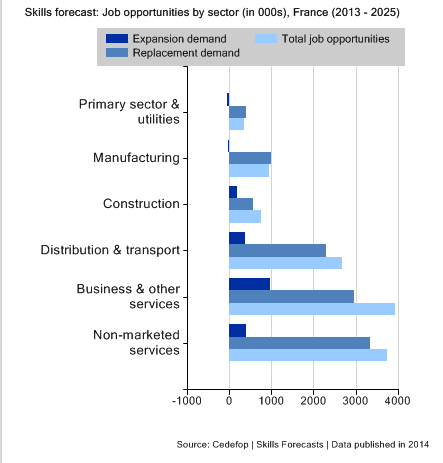 Skills forecast: Job opportunities by sector (in 000s), France (2013 - 2025)
Expansion demand
Total job opportunities
Replacement demand
Primary sector &
utilities
Manufacturing
Construction
Distribution & transport
Business & other
services
Non-marketed
services
-1000 0 1000 2000 3000 4000
Source: Cedefop | Skills Forecasts | Data published in 2014